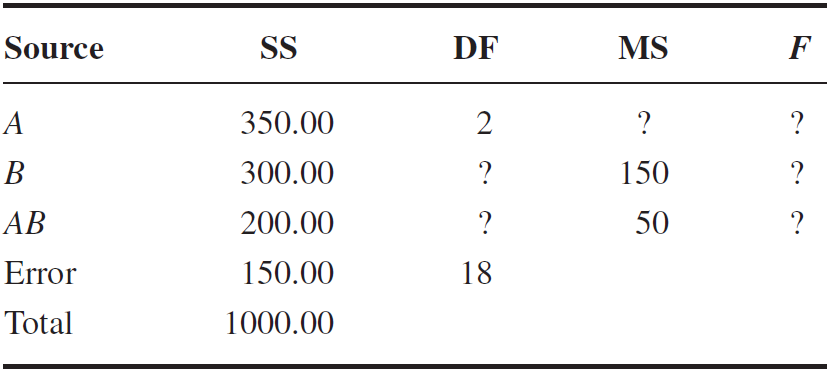 Source SS DF MS F
A 350.00 2 ? ?
B 300.00 ? 150 ?
AB 200.00 ? 50 ?
Error 150.00 18
Total 1000.00